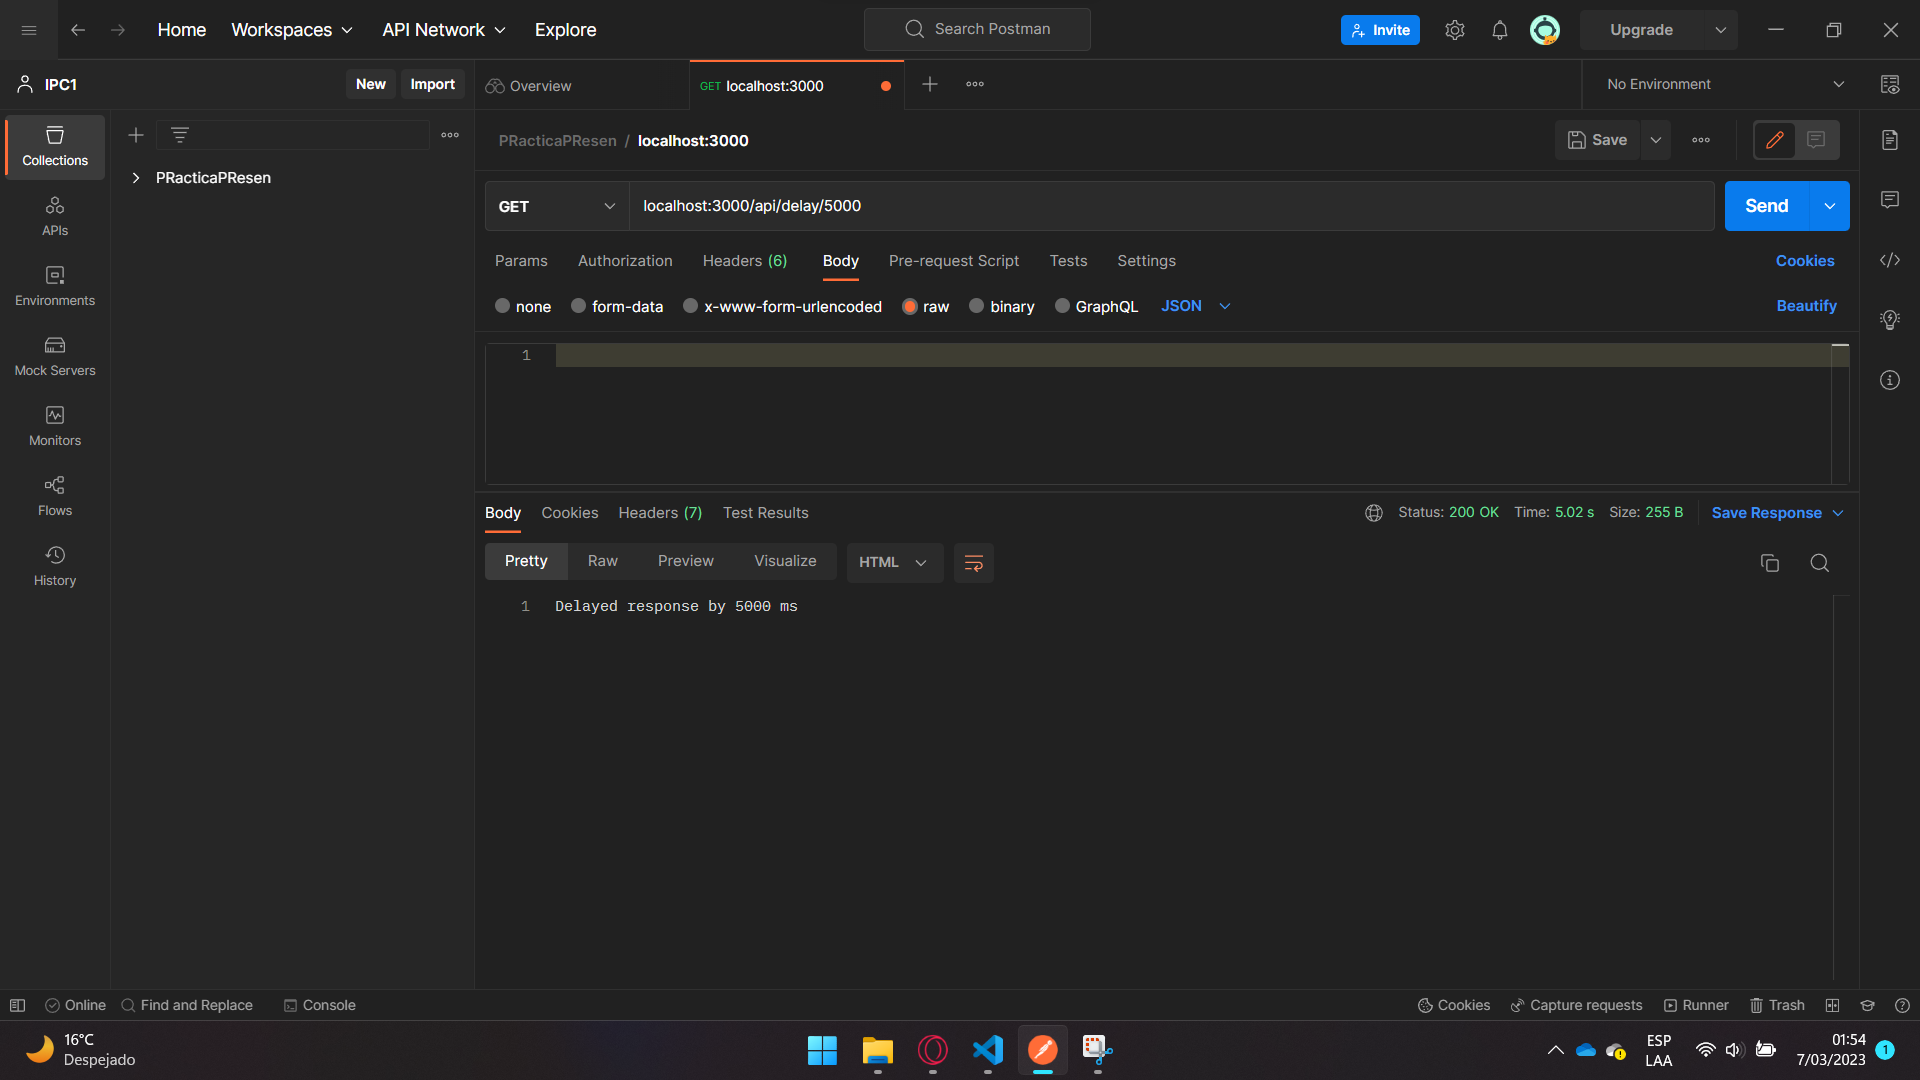 Home Workspaces API Network Explore Search Postman Invite Upgrade
IPC1 New Import Overview GET localhost:3000 No Environment
PRacticaPResen / localhost:3000 Save
Collections
PRacticaPResen
GET localhost:3000/api/delay/5000 Send
APIs
Params Authorization Headers (6) Body Pre-request Script Tests Settings Cookies
Environments
none form-data x-www-form-urlencoded raw binary GraphQL JSON Beautify
1
Mock Servers
Monitors
Flows
Body Cookies Headers (7) Test Results Status: 200 OK Time: 5.02 s Size: 255 B Save Response
Pretty Raw Preview Visualize HTML
History
1 Delayed response by 5000 ms
Online Find and Replace Console Cookies Capture requests Runner Trash
16°C
Despejado
ESP
LAA
01:54
7/03/2023
1